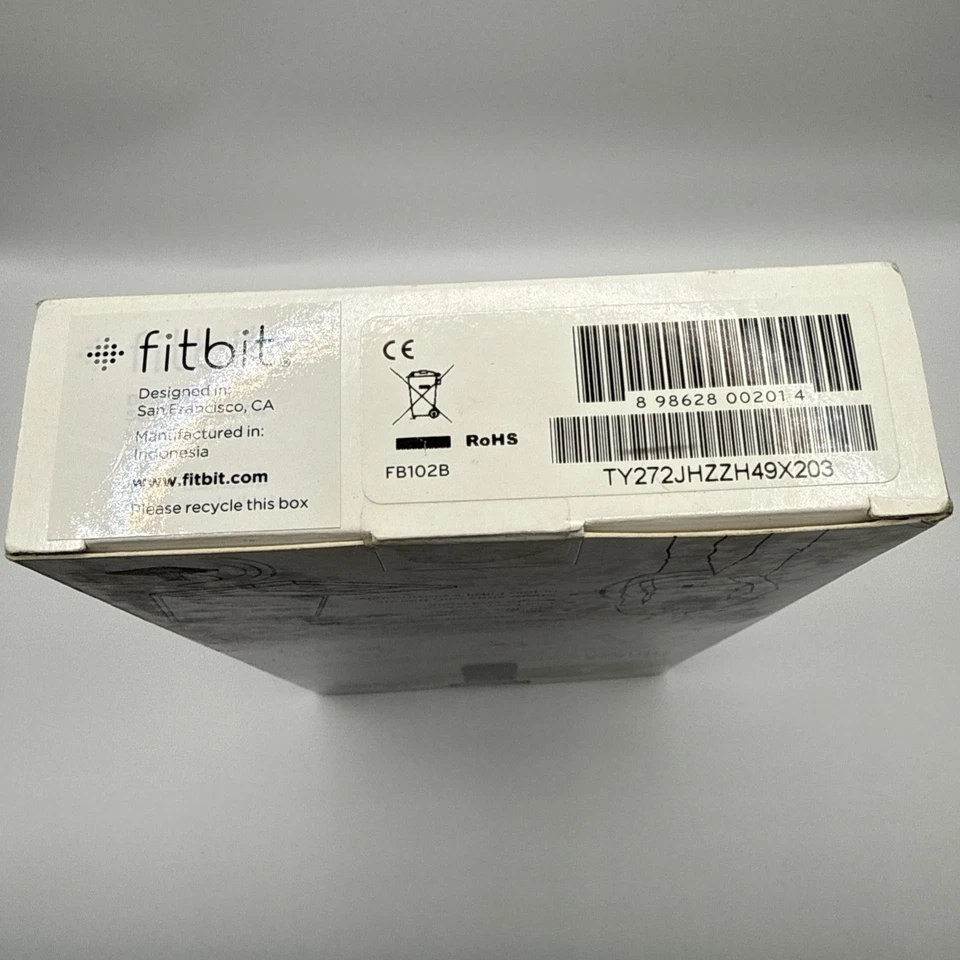 fitbit
Designed in:
San Francisco, CA
Manufactured in:
Indonesia
www.fitbit.com
Please recycle this box
CE
RoHS
FB102B
8 98628 00201 4
TY272JHZZH49X203